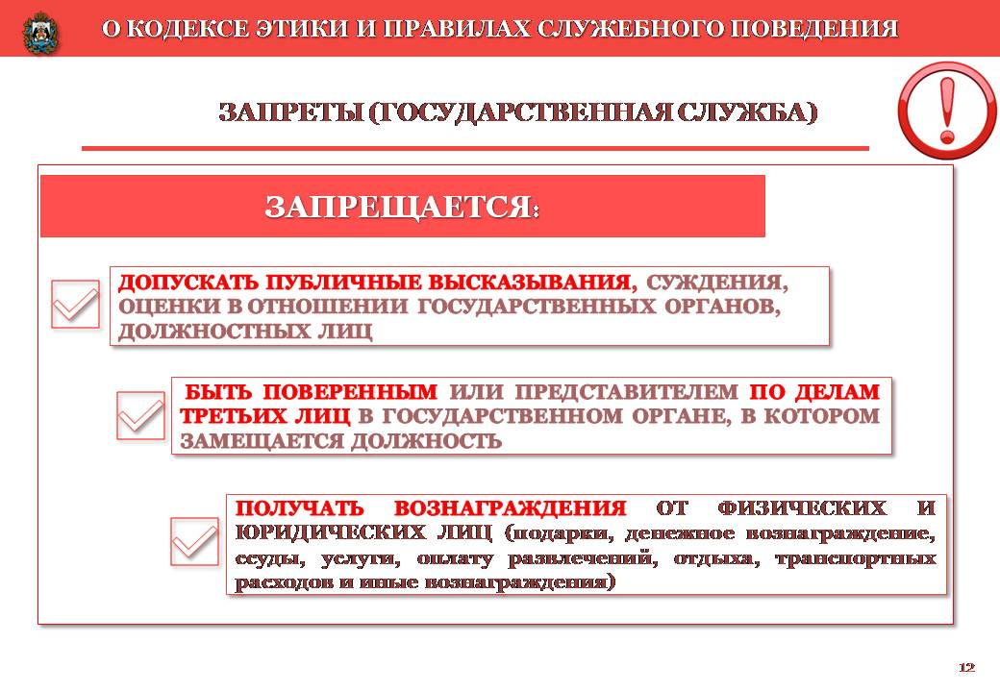 О КОДЕКСЕ ЭТИКИ И ПРАВИЛАХ СЛУЖЕБНОГО ПОВЕДЕНИЯ
ЗАПРЕТЫ (ГОСУДАРСТВЕННАЯ СЛУЖБА)
ЗАПРЕЩАЕТСЯ:
ДОПУСКАТЬ ПУБЛИЧНЫЕ ВЫСКАЗЫВАНИЯ, СУЖДЕНИЯ,
ОЦЕНКИ В ОТНОШЕНИИ ГОСУДАРСТВЕННЫХ ОРГАНОВ,
ДОЛЖНОСТНЫХ ЛИЦ
БЫТЬ ПОВЕРЕННЫМ ИЛИ ПРЕДСТАВИТЕЛЕМ ПО ДЕЛАМ
ТРЕТЬИХ ЛИЦ В ГОСУДАРСТВЕННОМ ОРГАНЕ, В КОТОРОМ
ЗАМЕЩАЕТСЯ ДОЛЖНОСТЬ
ПОЛУЧАТЬ ВОЗНАГРАЖДЕНИЯ ОТ ФИЗИЧЕСКИХ И
ЮРИДИЧЕСКИХ ЛИЦ (подарки, денежное вознаграждение,
ссуды, услуги, оплату развлечений, отдыха, транспортных
расходов и иные вознаграждения)
12